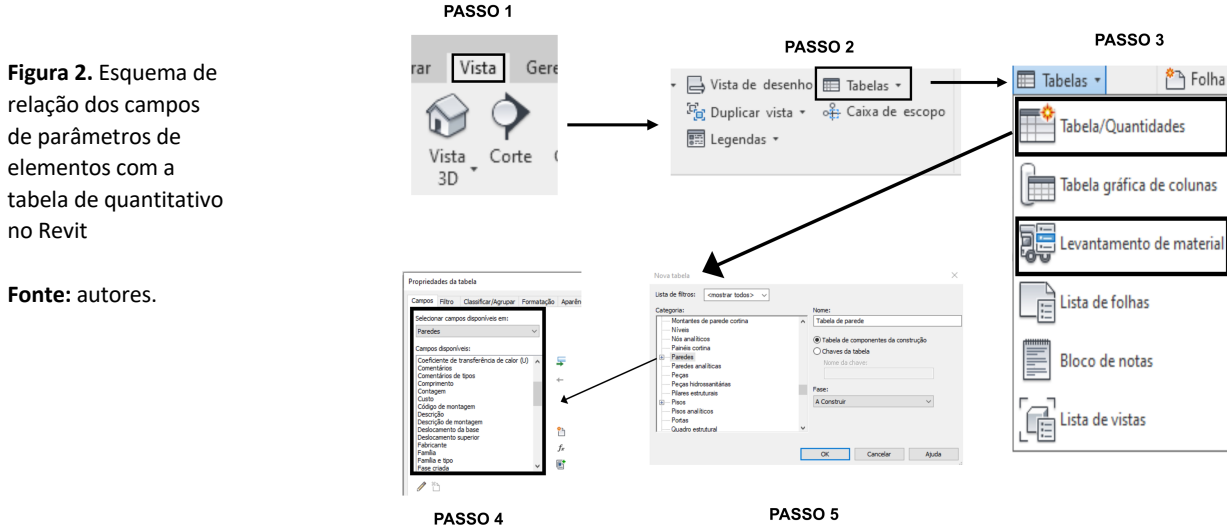 PASSO 1
Figura 2. Esquema de
relação dos campos
de parâmetros de
elementos com a
tabela de quantitativo
no Revit
Fonte: autores.
rar Vista Gere
Vista
3D
Corte
PASSO 2
Vista de desenho
Tabelas
Duplicar vista
Caixa de escopo
Legendas
PASSO 3
Tabelas
Folha
Tabela/Quantidades
Tabela gráfica de colunas
Levantamento de material
Lista de folhas
Bloco de notas
Lista de vistas
Propriedades da tabela
Campos Filtro Classificar/Agrupar Formatação Aparên
Selecionar campos disponíveis em:
Paredes
Campos disponíveis:
Coeficiente de transferência de calor (U)
Comentários
Comentários de tipos
Comprimento
Contagem
Custo
Código de montagem
Descrição
Descrição de montagem
Deslocamento da base
Deslocamento superior
Fabricante
Família
Família e tipo
Fase criada
PASSO 4
Nova tabela
Lista de filtros: <mostrar todos>
Categoria:
Montantes de parede cortina
Níveis
Nós analíticos
Painéis cortina
Paredes
Paredes analíticas
Peças
Peças hidrossanitárias
Pilares estruturais
Pisos
Pisos analíticos
Portas
Quadro estrutural
Nome:
Tabela de parede
Tabela de componentes da construção
Chaves da tabela
Nome da chave:
Fase:
A Construir
OK Cancelar Ajuda
PASSO 5